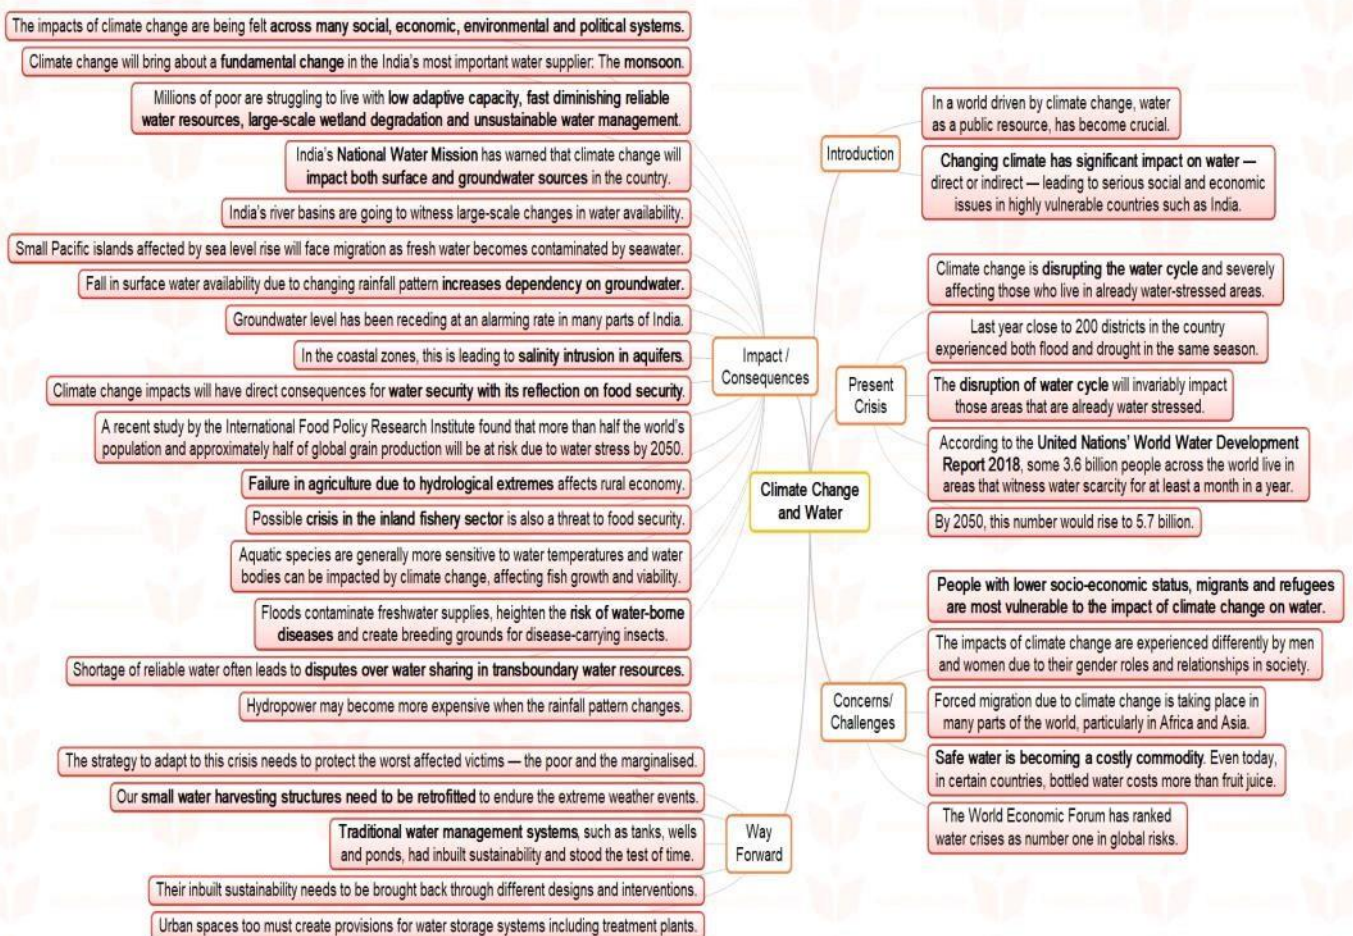 Climate Change
and Water
Introduction
In a world driven by climate change, water
as a public resource, has become crucial.
Changing climate has significant impact on water —
direct or indirect — leading to serious social and economic
issues in highly vulnerable countries such as India.
Present
Crisis
Climate change is disrupting the water cycle and severely
affecting those who live in already water-stressed areas.
Last year close to 200 districts in the country
experienced both flood and drought in the same season.
The disruption of water cycle will invariably impact
those areas that are already water stressed.
According to the United Nations' World Water Development
Report 2018, some 3.6 billion people across the world live in
areas that witness water scarcity for at least a month in a year.
By 2050, this number would rise to 5.7 billion.
Concerns/
Challenges
People with lower socio-economic status, migrants and refugees
are most vulnerable to the impact of climate change on water.
The impacts of climate change are experienced differently by men
and women due to their gender roles and relationships in society.
Forced migration due to climate change is taking place in
many parts of the world, particularly in Africa and Asia.
Safe water is becoming a costly commodity. Even today,
in certain countries, bottled water costs more than fruit juice.
The World Economic Forum has ranked
water crises as number one in global risks.
Impact /
Consequences
The impacts of climate change are being felt across many social, economic, environmental and political systems.
Climate change will bring about a fundamental change in the India's most important water supplier: The monsoon.
Millions of poor are struggling to live with low adaptive capacity, fast diminishing reliable
water resources, large-scale wetland degradation and unsustainable water management.
India's National Water Mission has warned that climate change will
impact both surface and groundwater sources in the country.
India's river basins are going to witness large-scale changes in water availability.
Small Pacific islands affected by sea level rise will face migration as fresh water becomes contaminated by seawater.
Fall in surface water availability due to changing rainfall pattern increases dependency on groundwater.
Groundwater level has been receding at an alarming rate in many parts of India.
In the coastal zones, this is leading to salinity intrusion in aquifers.
Climate change impacts will have direct consequences for water security with its reflection on food security.
A recent study by the International Food Policy Research Institute found that more than half the world's
population and approximately half of global grain production will be at risk due to water stress by 2050.
Failure in agriculture due to hydrological extremes affects rural economy.
Possible crisis in the inland fishery sector is also a threat to food security.
Aquatic species are generally more sensitive to water temperatures and water
bodies can be impacted by climate change, affecting fish growth and viability.
Floods contaminate freshwater supplies, heighten the risk of water-borne
diseases and create breeding grounds for disease-carrying insects.
Shortage of reliable water often leads to disputes over water sharing in transboundary water resources.
Hydropower may become more expensive when the rainfall pattern changes.
Way
Forward
The strategy to adapt to this crisis needs to protect the worst affected victims — the poor and the marginalised.
Our small water harvesting structures need to be retrofitted to endure the extreme weather events.
Traditional water management systems, such as tanks, wells
and ponds, had inbuilt sustainability and stood the test of time.
Their inbuilt sustainability needs to be brought back through different designs and interventions.
Urban spaces too must create provisions for water storage systems including treatment plants.